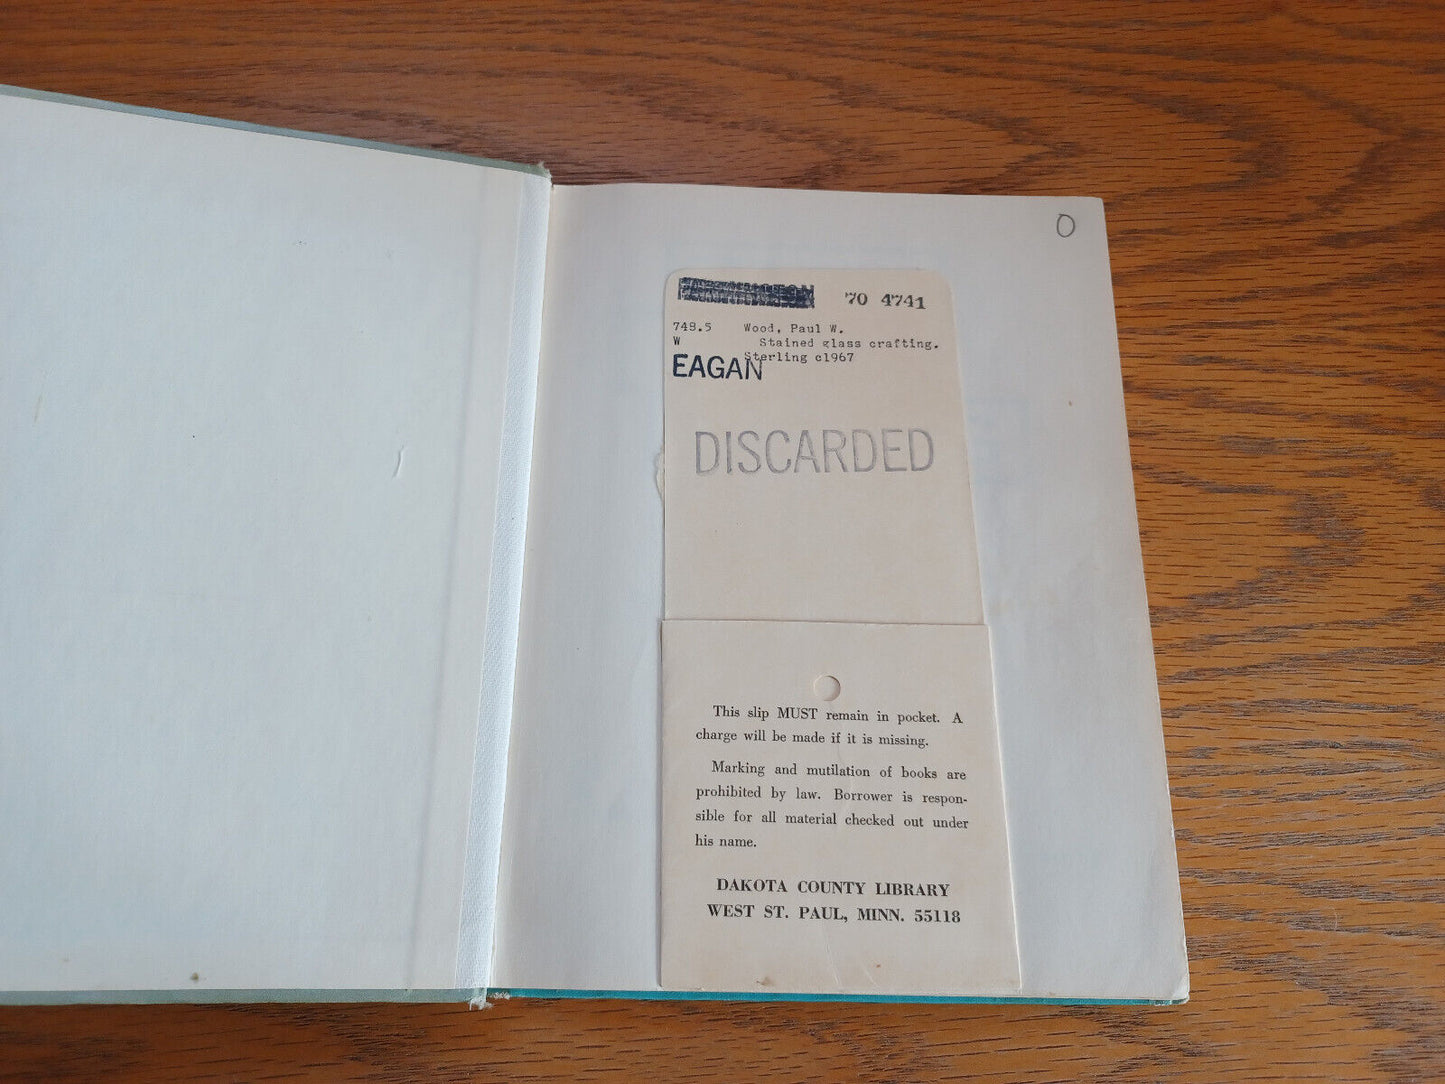 O
'70 4741
748.5 Wood, Paul W.
W Stained glass crafting.
Sterling c1967
EAGAN
DISCARDED
This slip MUST remain in pocket. A
charge will be made if it is missing.
Marking and mutilation of books are
prohibited by law. Borrower is respon-
sible for all material checked out under
his name.
DAKOTA COUNTY LIBRARY
WEST ST. PAUL, MINN. 55118